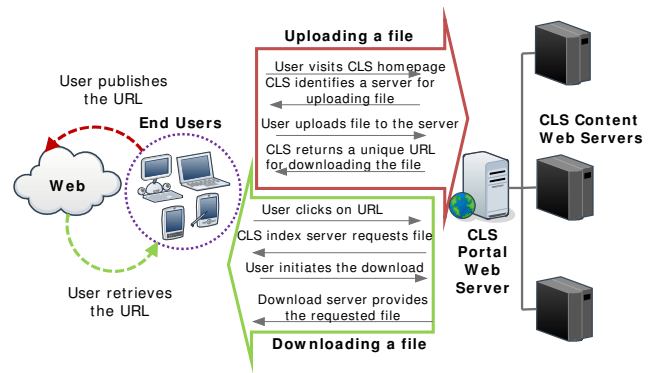 Uploading a file
User visits CLS homepage
CLS identifies a server for
uploading file
User uploads file to the server
CLS returns a unique URL
for downloading the file
User publishes
the URL
End Users
Web
User retrieves
the URL
User clicks on URL
CLS index server requests file
User initiates the download
Download server provides
the requested file
Downloading a file
CLS
Portal
Web
Server
CLS Content
Web Servers